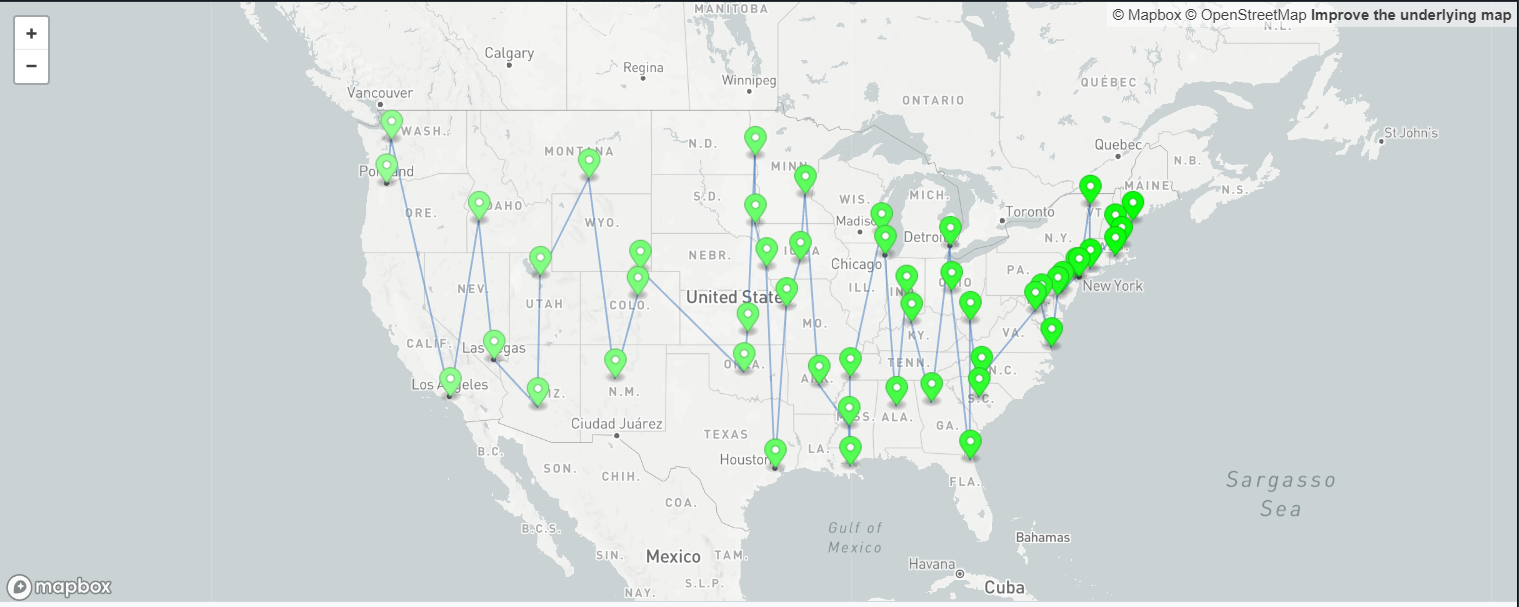 MANITOBA
© Mapbox © OpenStreetMap Improve the underlying map
N.L.
+
−
Calgary
Regina
Winnipeg
Vancouver
QUÉBEC
ONTARIO
WASH.
MONTANA
N.D.
MINN
Quebec
St John's
N.B.
Portland
S.D.
WIS.
MICH.
MAINE
N.S.
ORE.
IDAHO
WYO.
Madison
Toronto
VT
NEBR.
IOWA
Detroit
N.Y.
Chicago
PA.
NEV.
UTAH
COLO.
United States
ILL.
IN
OHIO
New York
CALIF.
Las Vegas
MO.
KY.
VA.
Los Angeles
ARIZ.
N.M.
OKLA.
ARK.
TENN.
N.C.
S.C.
Ciudad Juárez
TEXAS
MISS.
ALA.
GA.
B.C.
SON.
CHIH.
Houston
LA.
FLA.
COA.
Sargasso
Sea
B.C.S.
Gulf of
Mexico
Bahamas
SIN.
Mexico
TAM.
Havana
Cuba
mapbox
S.L.P.
NAY.